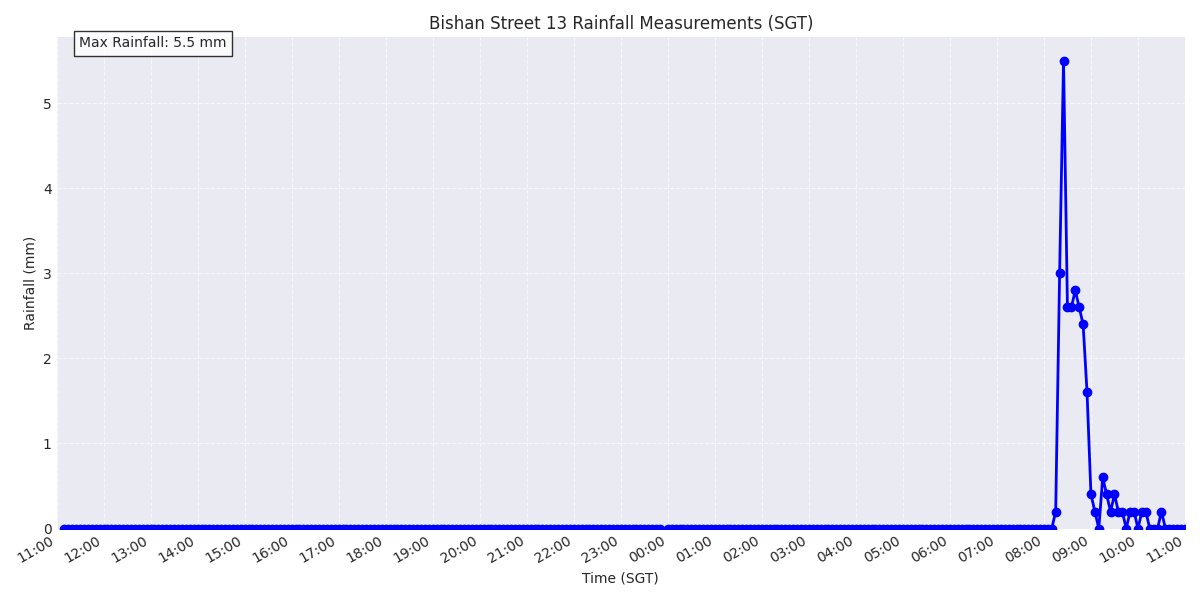 Bishan Street 13 Rainfall Measurements (SGT)
Max Rainfall: 5.5 mm
Rainfall (mm)
5
4
3
2
1
0
11:00 12:00 13:00 14:00 15:00 16:00 17:00 18:00 19:00 20:00 21:00 22:00 23:00 00:00 01:00 02:00 03:00 04:00 05:00 06:00 07:00 08:00 09:00 10:00 11:00
Time (SGT)